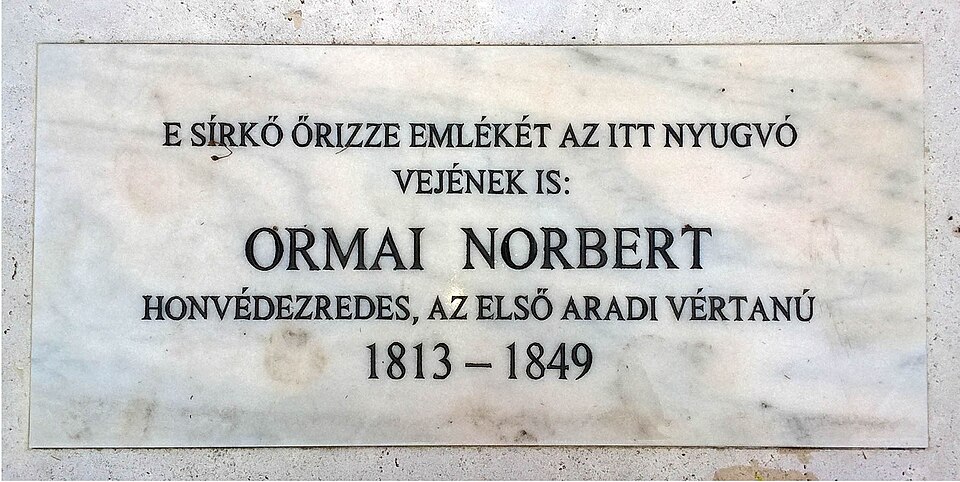 E SÍRKŐ ŐRIZZE EMLÉKÉT AZ ITT NYUGVÓ
VEJÉNEK IS:
ORMAI NORBERT
HONVÉDEZREDES, AZ ELSŐ ARADI VÉRTANÚ
1813 – 1849